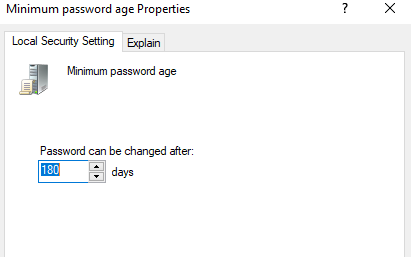 Minimum password age Properties
Local Security Setting
Explain
Minimum password age
Password can be changed after:
180 days